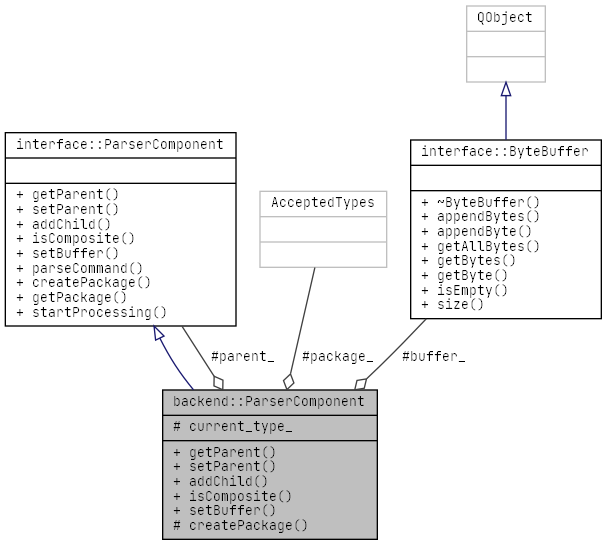 QObject
interface::ParserComponent
+ getParent()
+ setParent()
+ addChild()
+ isComposite()
+ setBuffer()
+ parseCommand()
+ createPackage()
+ getPackage()
+ startProcessing()
AcceptedTypes
interface::ByteBuffer
+ ~ByteBuffer()
+ appendBytes()
+ appendByte()
+ getAllBytes()
+ getBytes()
+ getByte()
+ isEmpty()
+ size()
#parent_
#package_
#buffer_
backend::ParserComponent
# current_type_
+ getParent()
+ setParent()
+ addChild()
+ isComposite()
+ setBuffer()
# createPackage()